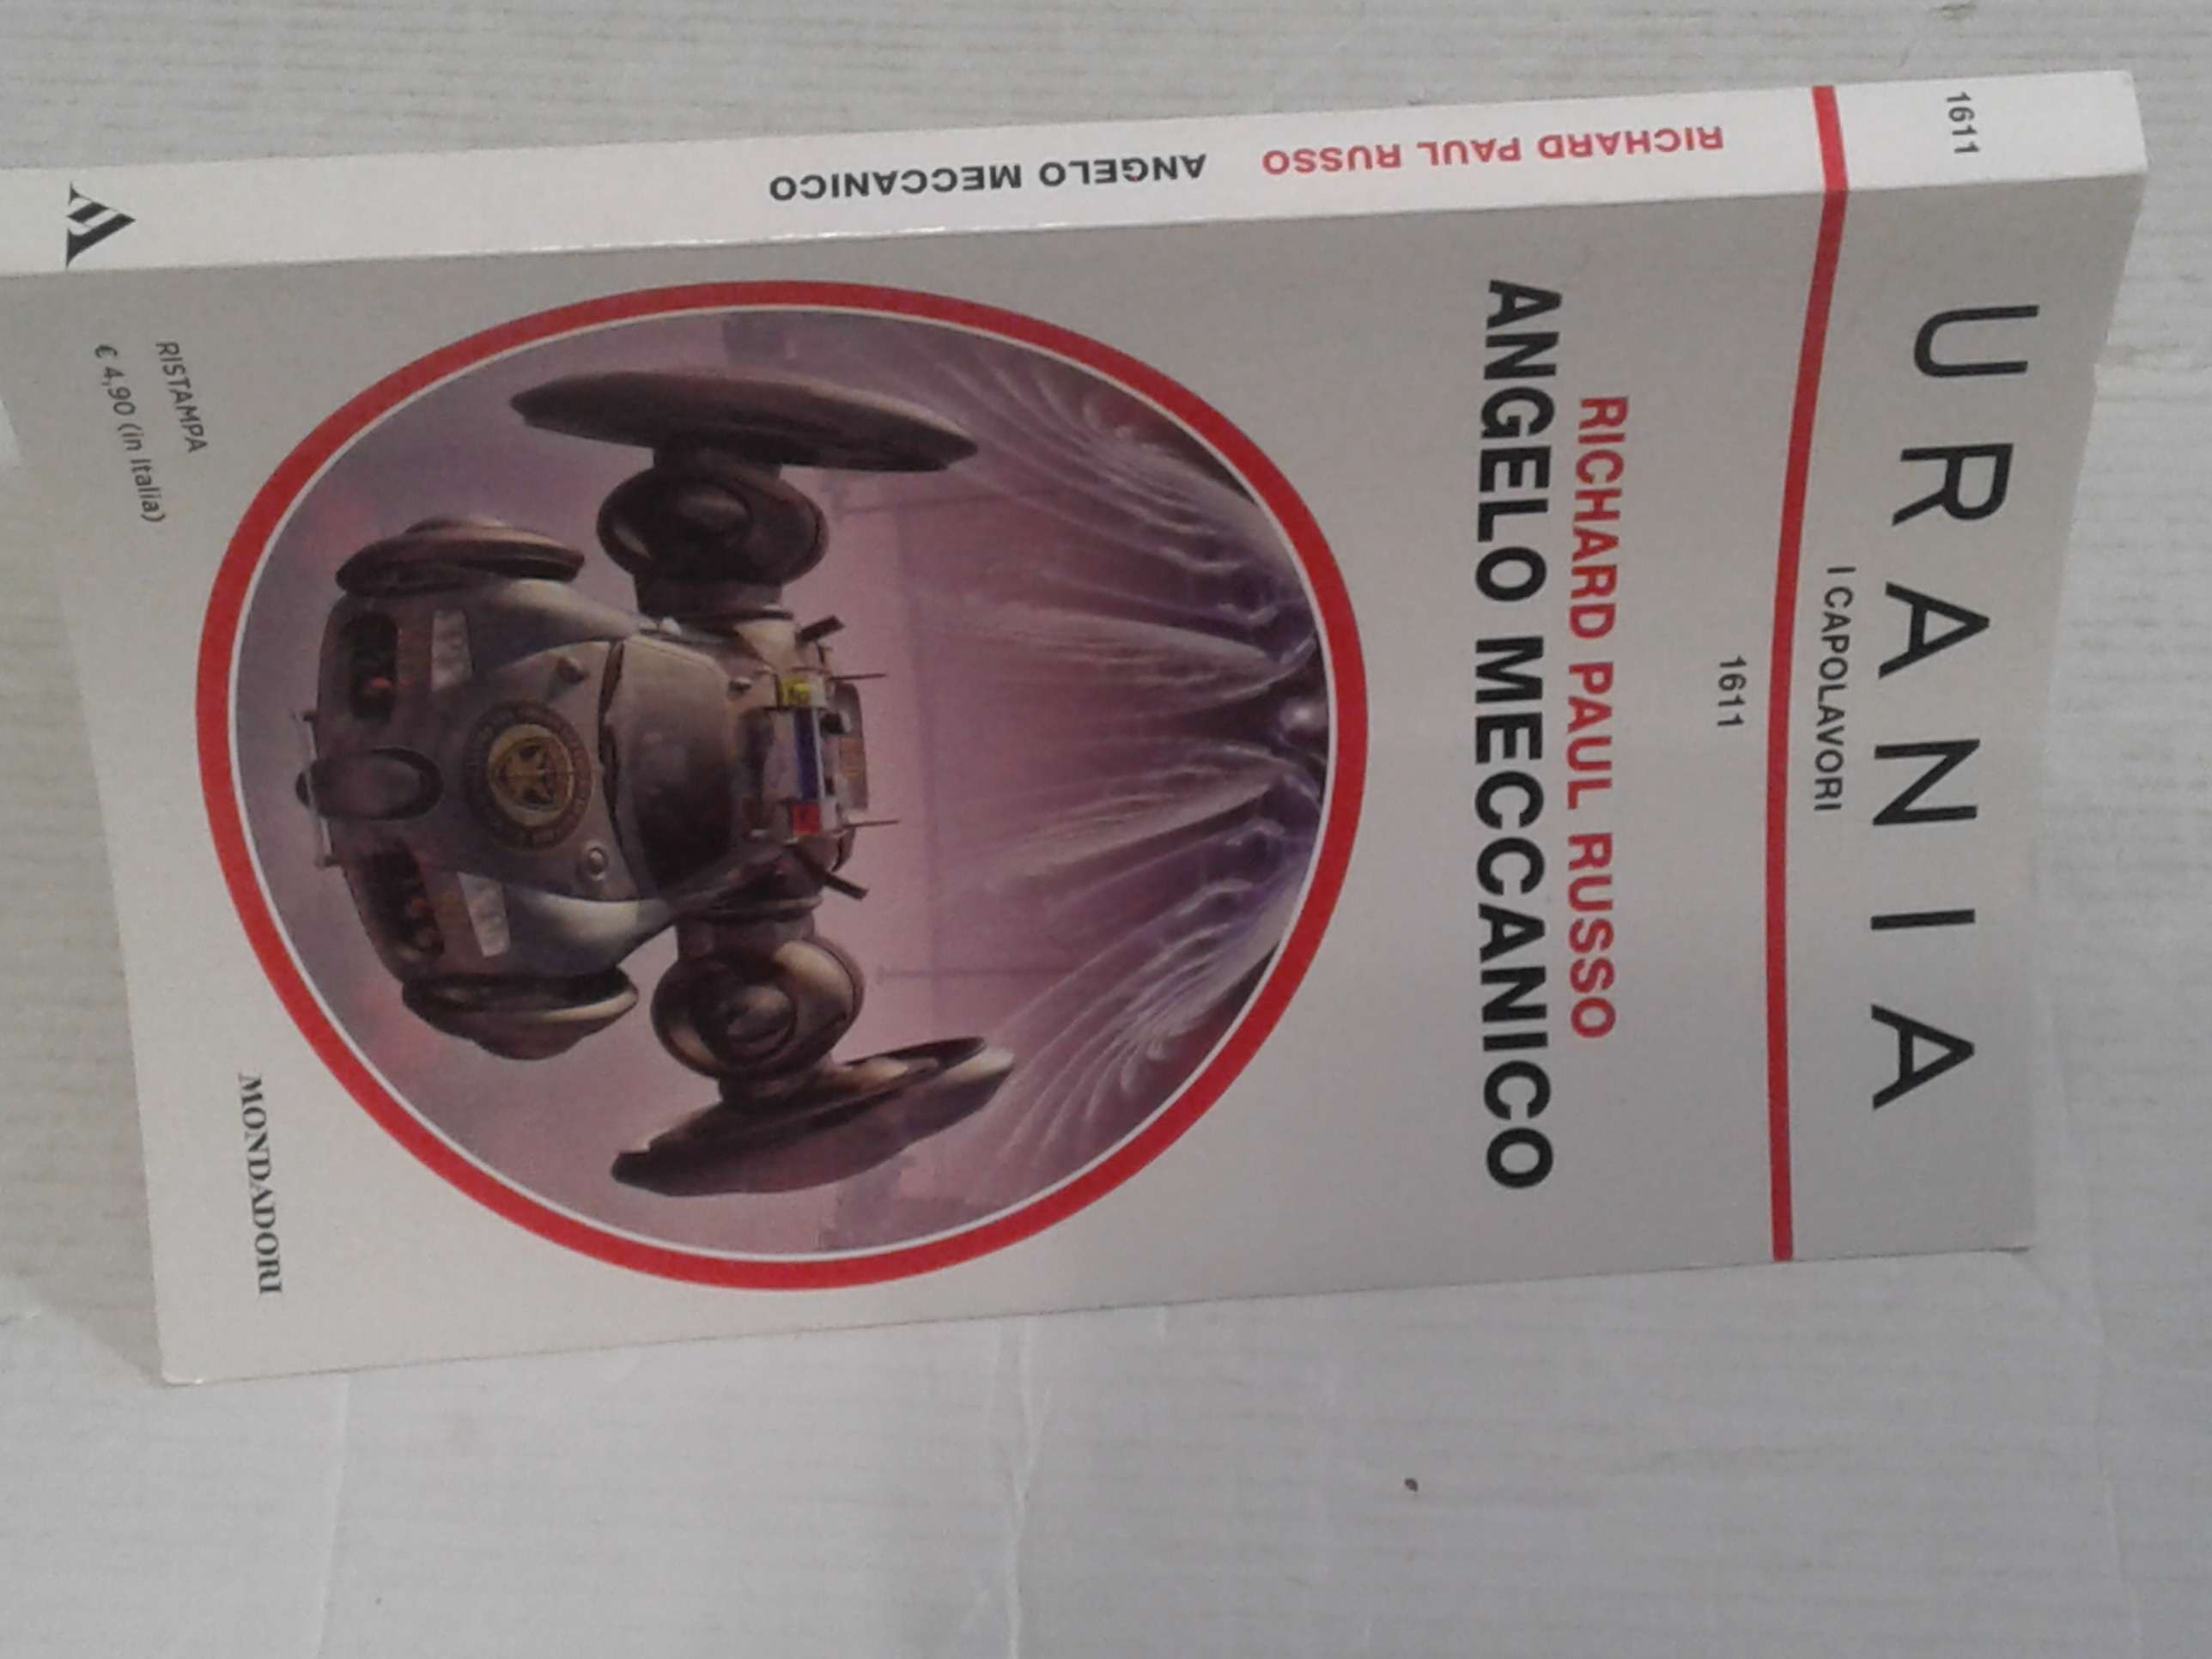 URANIA
I CAPOLAVORI
1611
RICHARD PAUL RUSSO
ANGELO MECCANICO
RISTAMPA
€ 4,90 (in Italia)
MONDADORI
1611
RICHARD PAUL RUSSO ANGELO MECCANICO